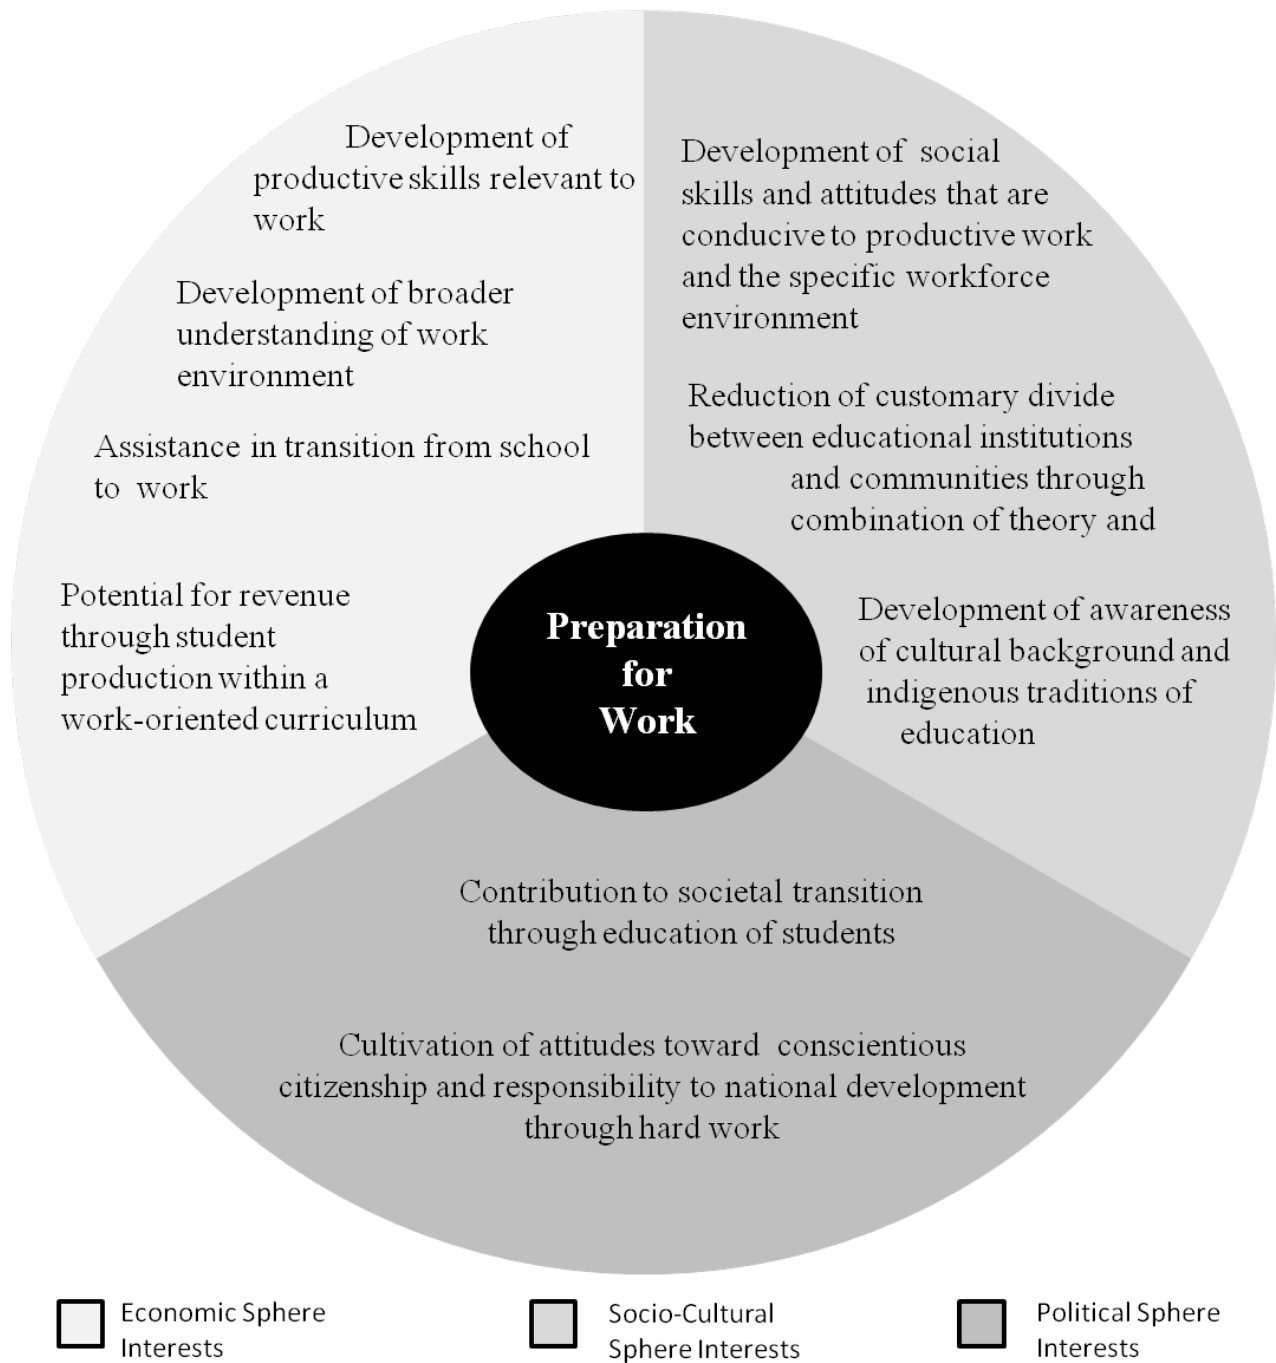 Development of
productive skills relevant to
work
Development of broader
understanding of work
environment
Assistance in transition from school
to work
Potential for revenue
through student
production within a
work-oriented curriculum
Development of social
skills and attitudes that are
conducive to productive work
and the specific workforce
environment
Reduction of customary divide
between educational institutions
and communities through
combination of theory and
Development of awareness
of cultural background and
indigenous traditions of
education
Preparation
for
Work
Contribution to societal transition
through education of students
Cultivation of attitudes toward conscientious
citizenship and responsibility to national development
through hard work
Economic Sphere
Interests
Socio-Cultural
Sphere Interests
Political Sphere
Interests